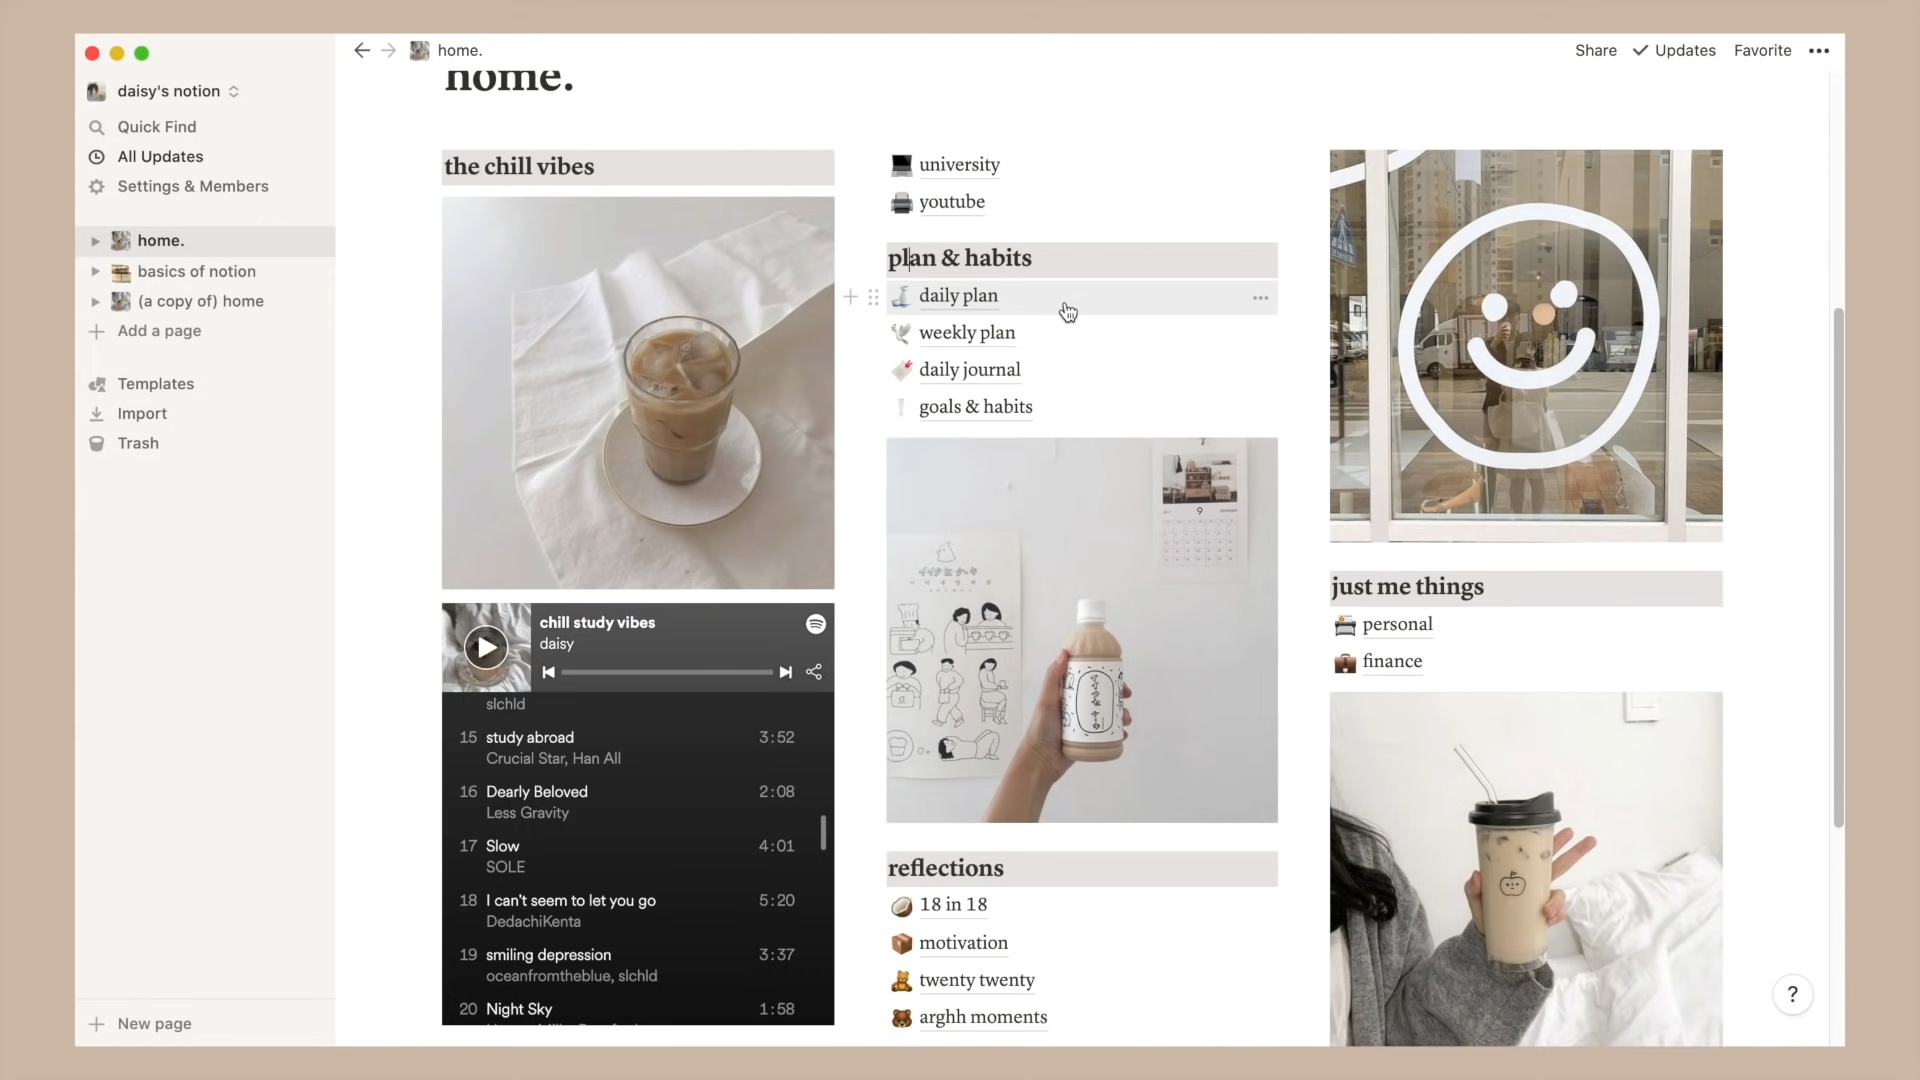 home.
Share
Updates
Favorite
daisy's notion
Quick Find
All Updates
Settings & Members
home.
basics of notion
(a copy of) home
Add a page
Templates
Import
Trash
New page
home.
the chill vibes
chill study vibes
daisy
slchld
15 study abroad 3:52
Crucial Star, Han All
16 Dearly Beloved 2:08
Less Gravity
17 Slow 4:01
SOLE
18 I can't seem to let you go 5:20
DedachiKenta
19 smiling depression 3:37
oceanfromtheblue, slchld
20 Night Sky 1:58
university
youtube
plan & habits
daily plan
weekly plan
daily journal
goals & habits
9
reflections
18 in 18
motivation
twenty twenty
arghh moments
just me things
personal
finance
?